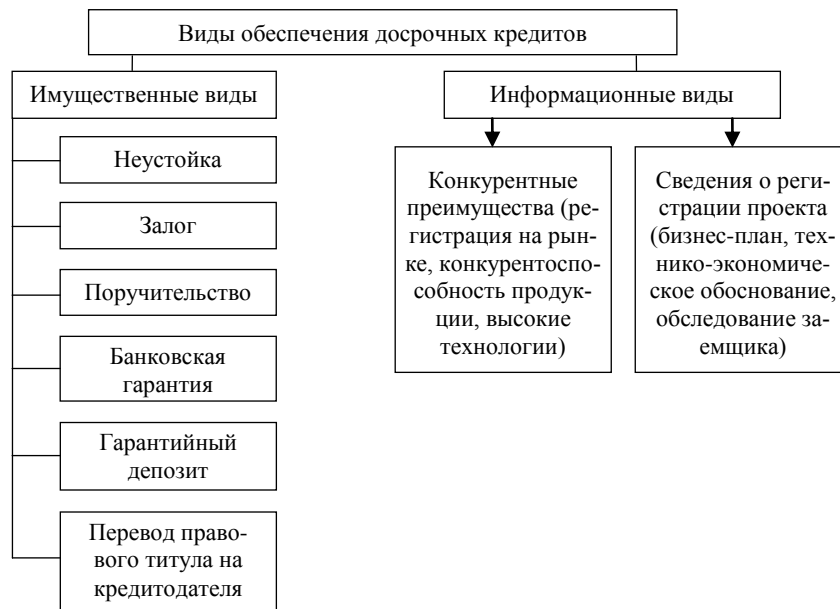 Виды обеспечения досрочных кредитов
Имущественные виды
Неустойка
Залог
Поручительство
Банковская
гарантия
Гарантийный
депозит
Перевод право-
вого титула на
кредитодателя
Информационные виды
Конкурентные
преимущества (ре-
гистрация на рын-
ке, конкурентоспо-
собность продук-
ции, высокие
технологии)
Сведения о реги-
страции проекта
(бизнес-план, тех-
нико-экономиче-
ское обоснование,
обследование за-
емщика)